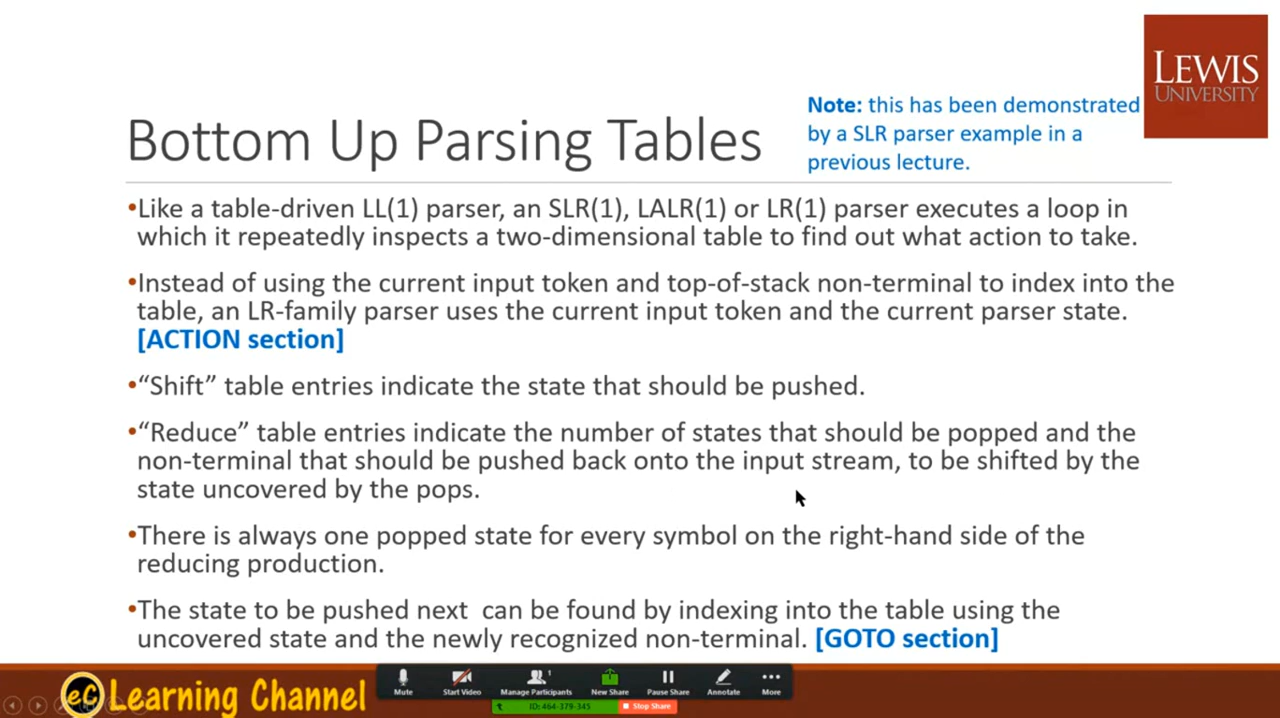 LEWIS
UNIVERSITY
Note: this has been demonstrated
by a SLR parser example in a
previous lecture.
Bottom Up Parsing Tables
•Like a table-driven LL(1) parser, an SLR(1), LALR(1) or LR(1) parser executes a loop in
which it repeatedly inspects a two-dimensional table to find out what action to take.
•Instead of using the current input token and top-of-stack non-terminal to index into the
table, an LR-family parser uses the current input token and the current parser state.
[ACTION section]
•“Shift” table entries indicate the state that should be pushed.
•“Reduce” table entries indicate the number of states that should be popped and the
non-terminal that should be pushed back onto the input stream, to be shifted by the
state uncovered by the pops.
•There is always one popped state for every symbol on the right-hand side of the
reducing production.
•The state to be pushed next  can be found by indexing into the table using the
uncovered state and the newly recognized non-terminal. [GOTO section]
eC Learning Channel
Mute Start Video Manage Participants 1 New Share Pause Share Annotate More
ID: 464-379-345 Stop Share